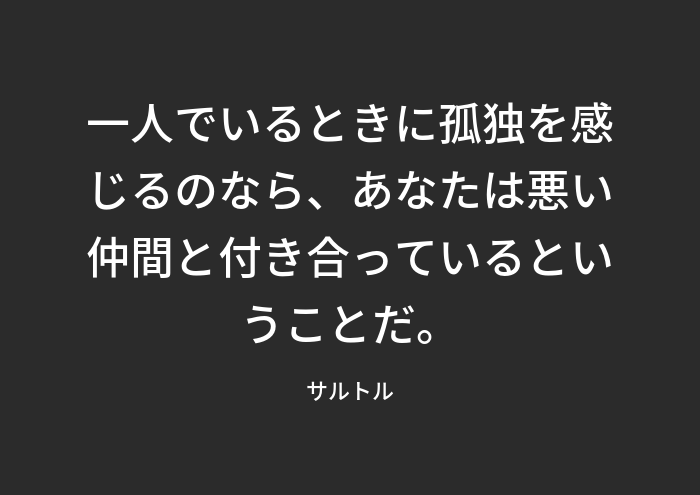 一人でいるときに孤独を感
じるのなら、あなたは悪い
仲間と付き合っているとい
うことだ。
サルトル